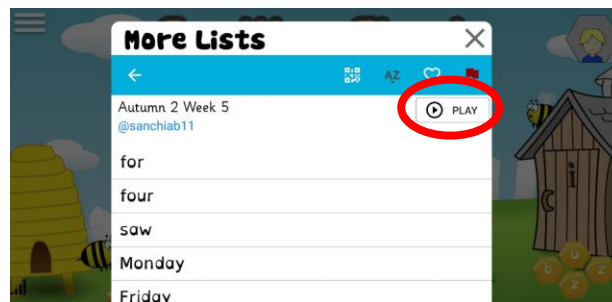 More Lists
AZ
Autumn 2 Week 5
PLAY
@sanchiab11
for
four
saw
Monday
Friday
i
b u z z